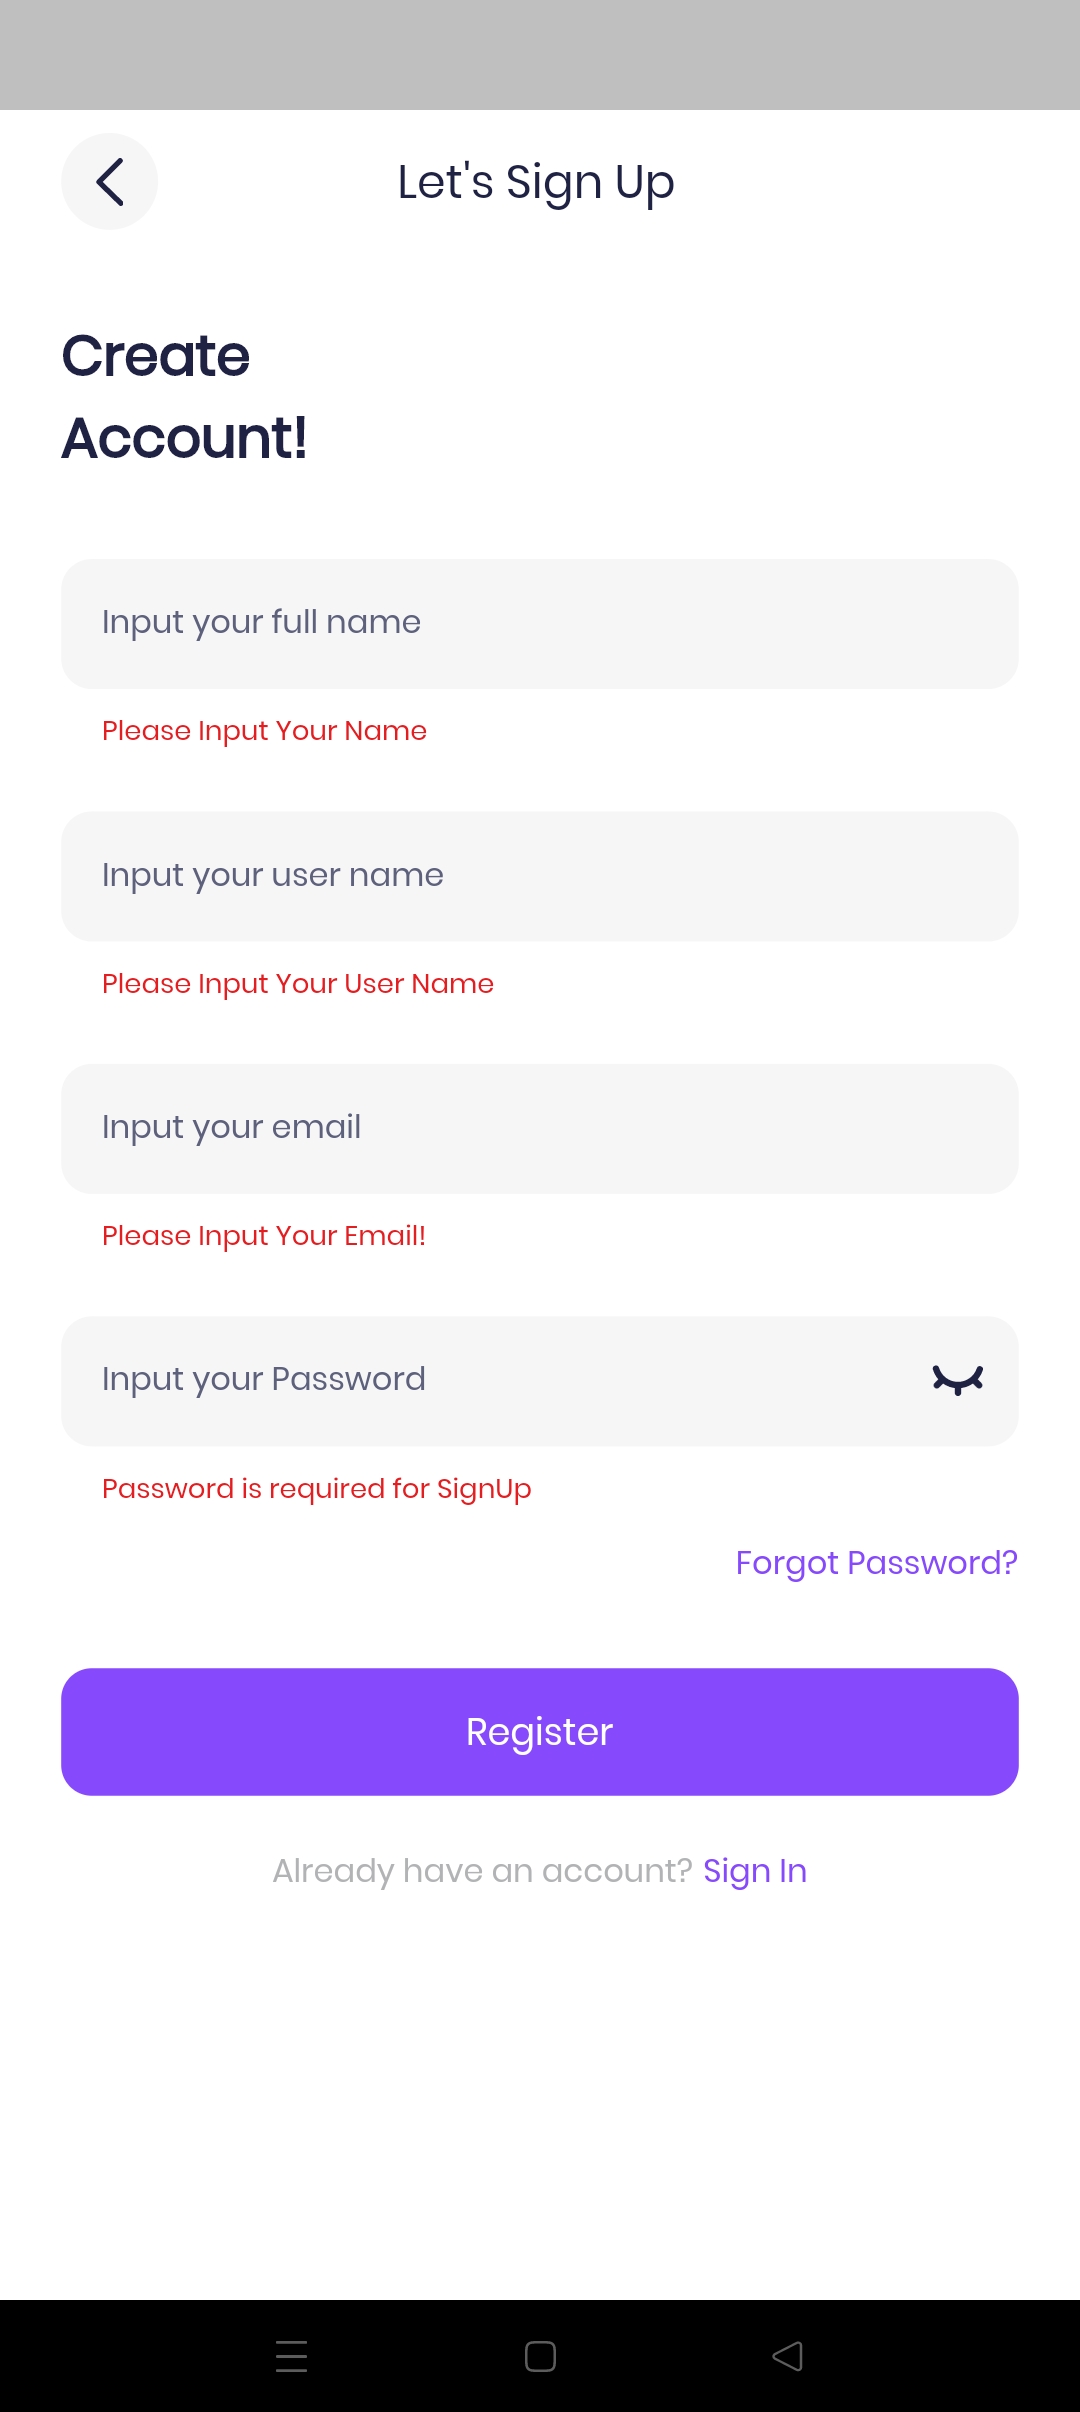 Let's Sign Up
Create
Account!
Input your full name
Please Input Your Name
Input your user name
Please Input Your User Name
Input your email
Please Input Your Email!
Input your Password
Password is required for SignUp
Forgot Password?
Register
Already have an account? Sign In